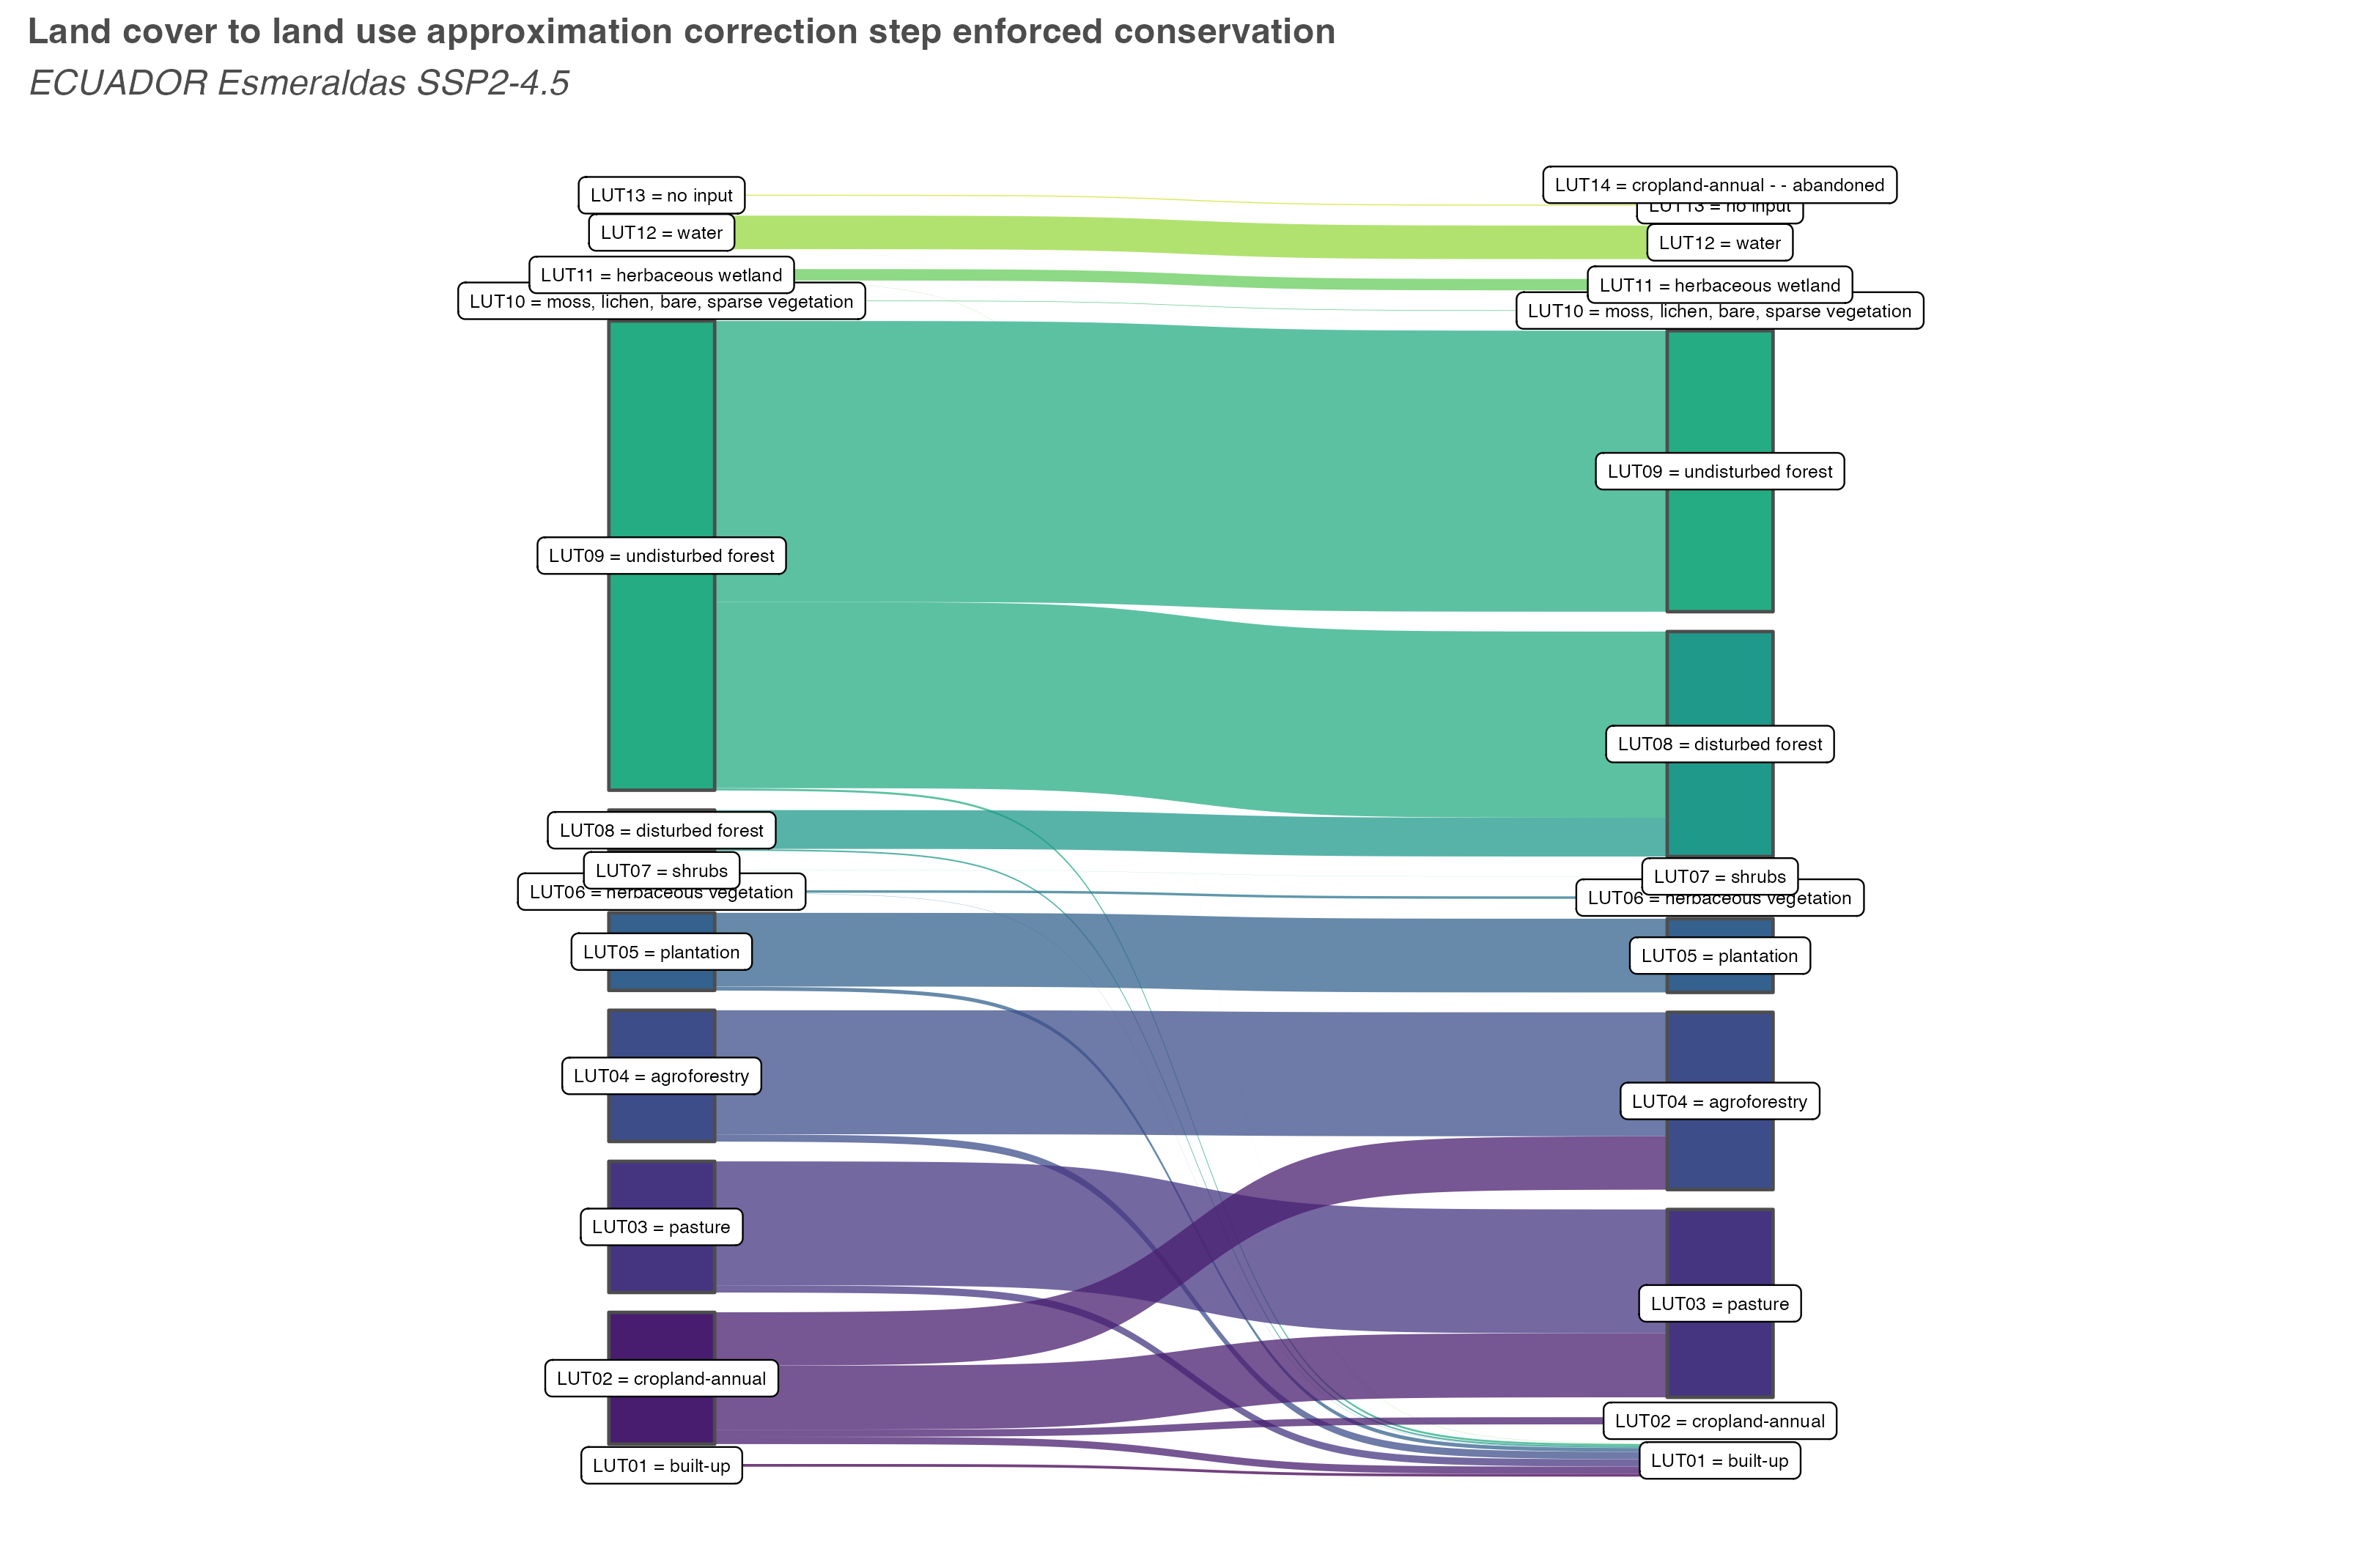 Land cover to land use approximation correction step enforced conservation
ECUADOR Esmeraldas SSP2-4.5
LUT13 = no input
LUT12 = water
LUT11 = herbaceous wetland
LUT10 = moss, lichen, bare, sparse vegetation
LUT09 = undisturbed forest
LUT08 = disturbed forest
LUT07 = shrubs
LUT06 = herbaceous vegetation
LUT05 = plantation
LUT04 = agroforestry
LUT03 = pasture
LUT02 = cropland-annual
LUT01 = built-up
LUT14 = cropland-annual - - abandoned
LUT13 = no input
LUT12 = water
LUT11 = herbaceous wetland
LUT10 = moss, lichen, bare, sparse vegetation
LUT09 = undisturbed forest
LUT08 = disturbed forest
LUT07 = shrubs
LUT06 = herbaceous vegetation
LUT05 = plantation
LUT04 = agroforestry
LUT03 = pasture
LUT02 = cropland-annual
LUT01 = built-up